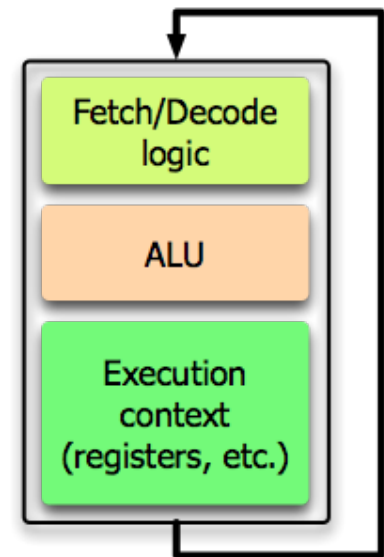 Fetch/Decode
logic
ALU
Execution
context
(registers, etc.)